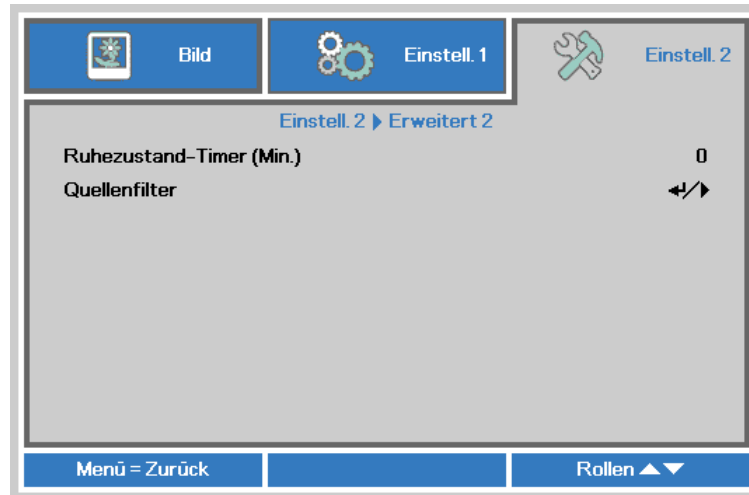 Bild
Einstell. 1
Einstell. 2
Einstell. 2 ▶ Erweitert 2
Ruhezustand-Timer (Min.) 0
Quellenfilter ↵/▶
Menü = Zurück
Rollen ▲▼